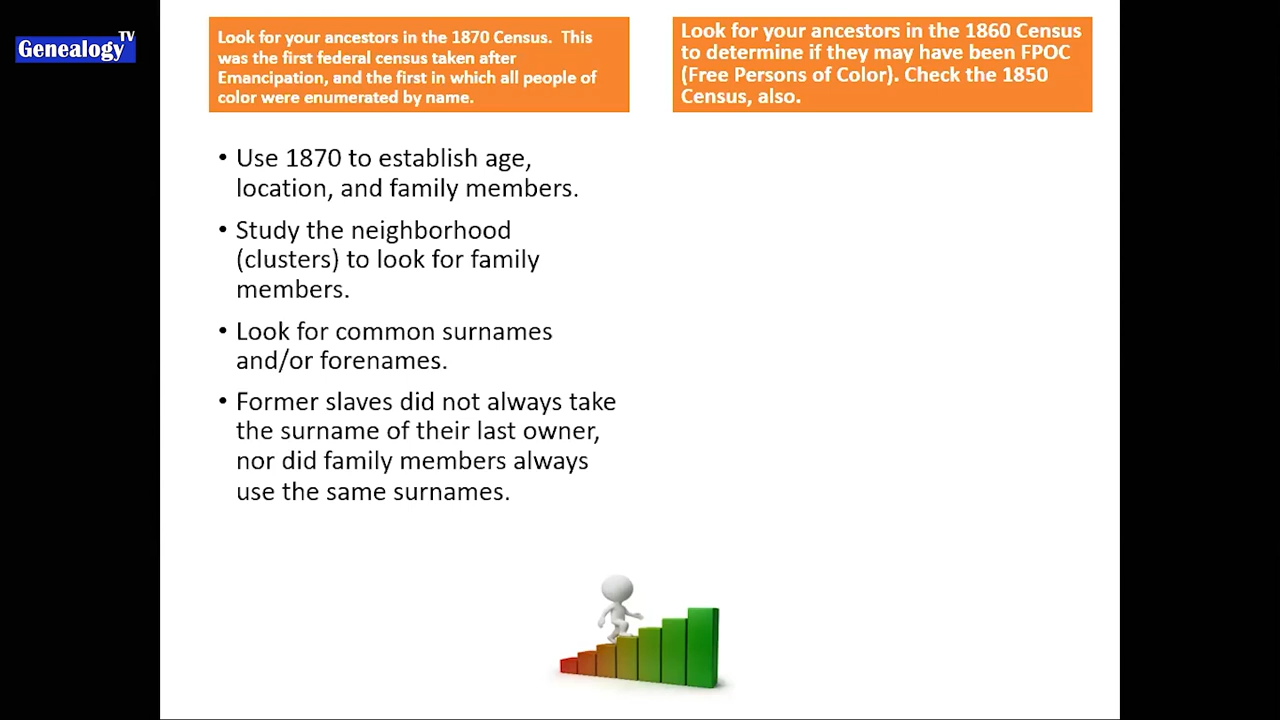 Genealogy TV
Look for your ancestors in the 1870 Census.  This
was the first federal census taken after
Emancipation, and the first in which all people of
color were enumerated by name.
Look for your ancestors in the 1860 Census
to determine if they may have been FPOC
(Free Persons of Color). Check the 1850
Census, also.
• Use 1870 to establish age,
location, and family members.
• Study the neighborhood
(clusters) to look for family
members.
• Look for common surnames
and/or forenames.
• Former slaves did not always take
the surname of their last owner,
nor did family members always
use the same surnames.